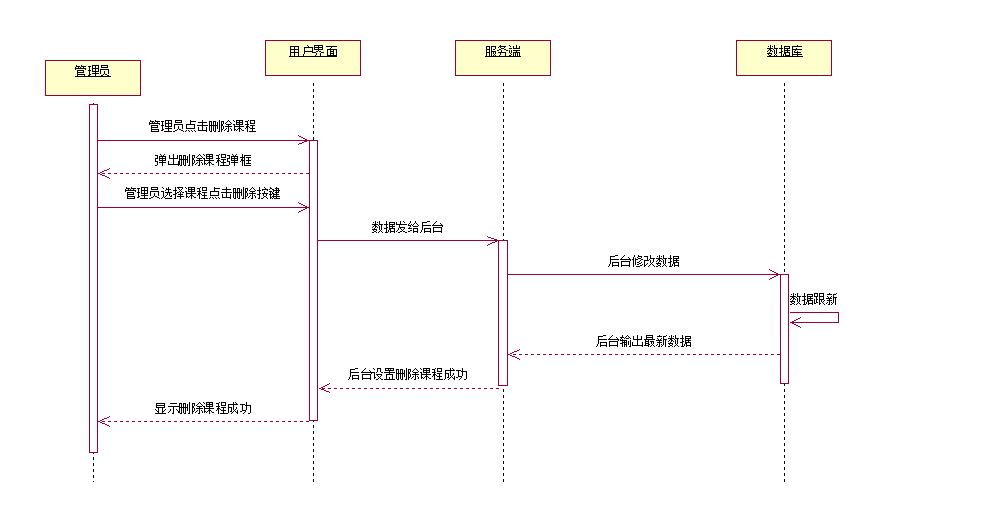 用户界面
服务端
数据库
管理员
管理员点击删除课程
弹出删除课程弹框
管理员选择课程点击删除按键
数据发给后台
后台修改数据
数据跟新
后台输出最新数据
后台设置删除课程成功
显示删除课程成功